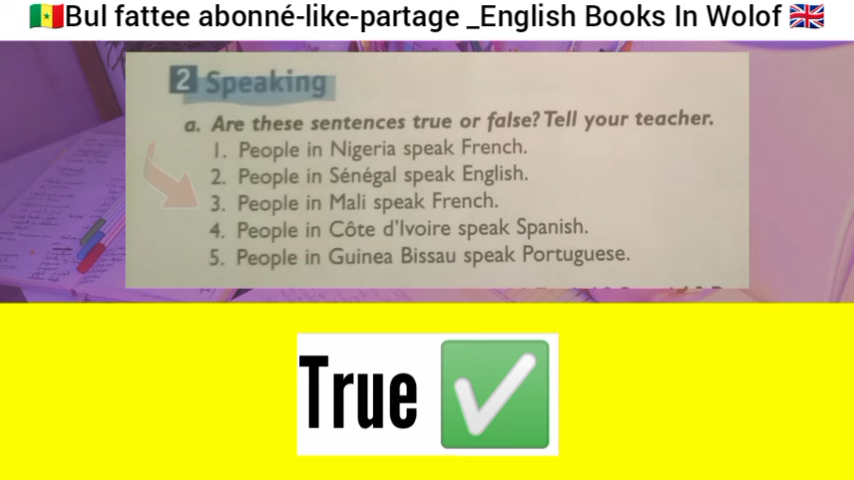 🇸🇳Bul fattee abonné-like-partage _English Books In Wolof 🇬🇧
2 Speaking
a. Are these sentences true or false? Tell your teacher.
1. People in Nigeria speak French.
2. People in Sénégal speak English.
3. People in Mali speak French.
4. People in Côte d'Ivoire speak Spanish.
5. People in Guinea Bissau speak Portuguese.
True ✅